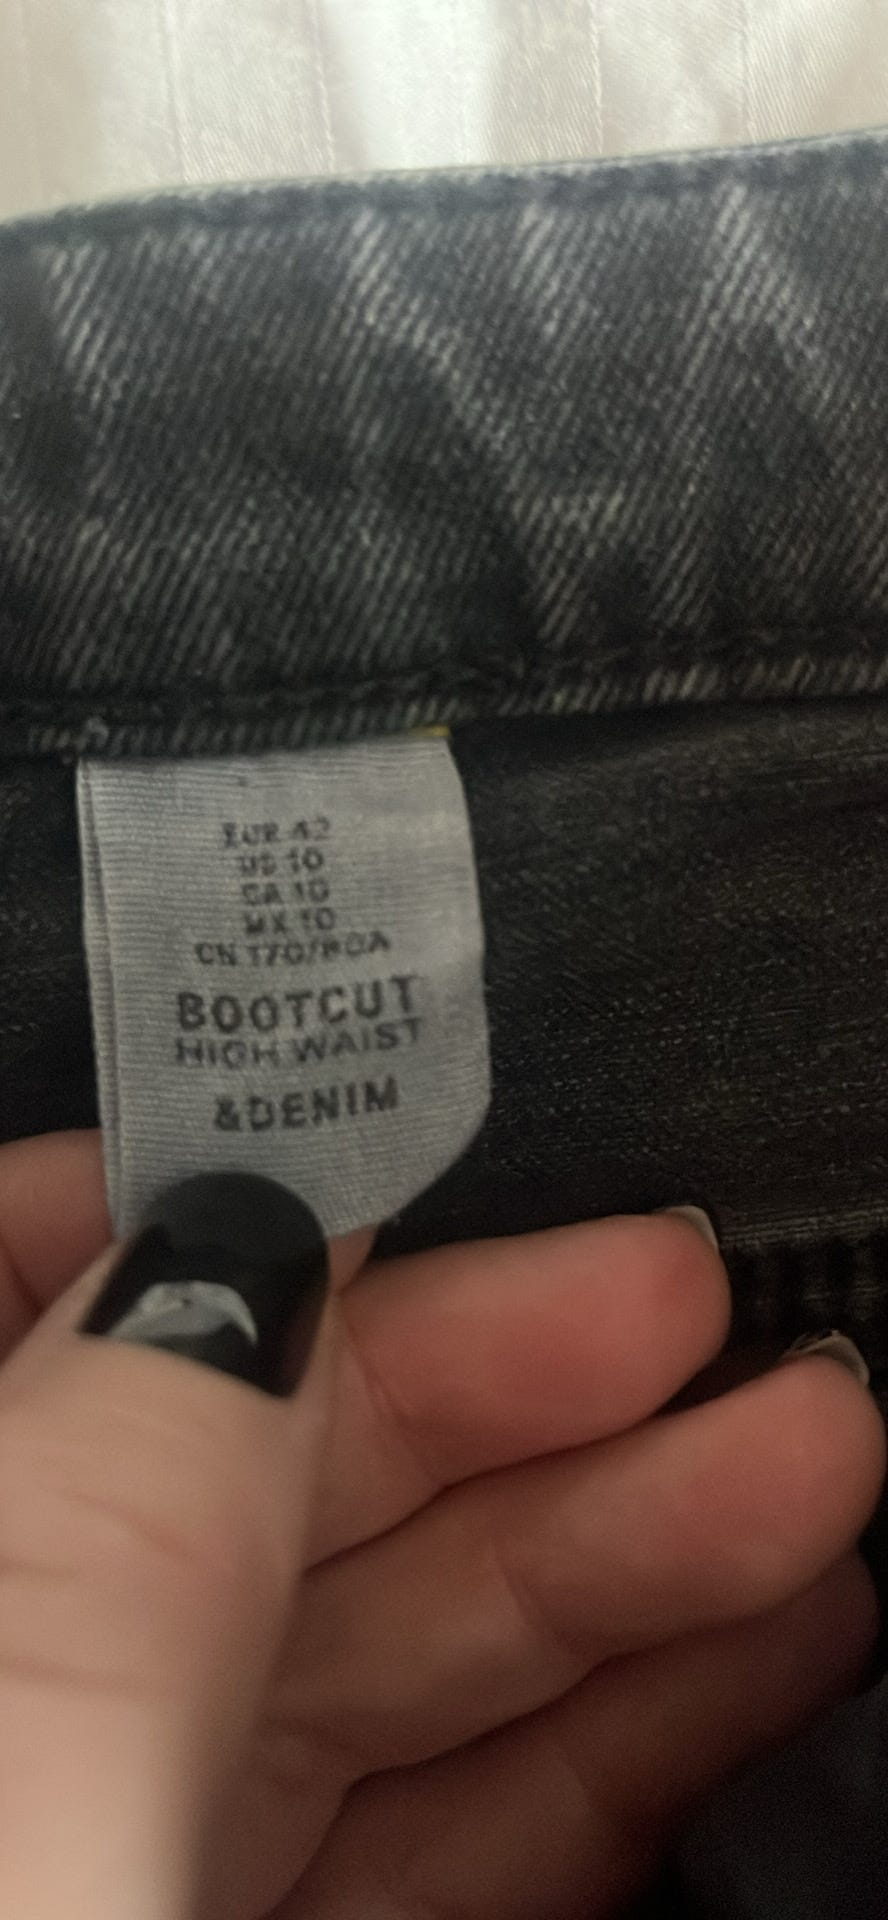 EUR 42
US 10
CA 10
MX 10
CN 170/80A
BOOTCUT
HIGH WAIST
&DENIM